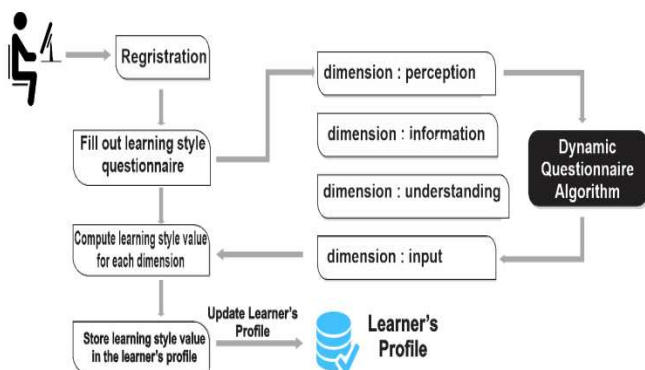 Regristration
Fill out learning style
questionnaire
Compute learning style value
for each dimension
Store learning style value
in the learner's profile
dimension : perception
dimension : information
dimension : understanding
dimension : input
Dynamic
Questionnaire
Algorithm
Update Learner's
Profile
Learner's
Profile